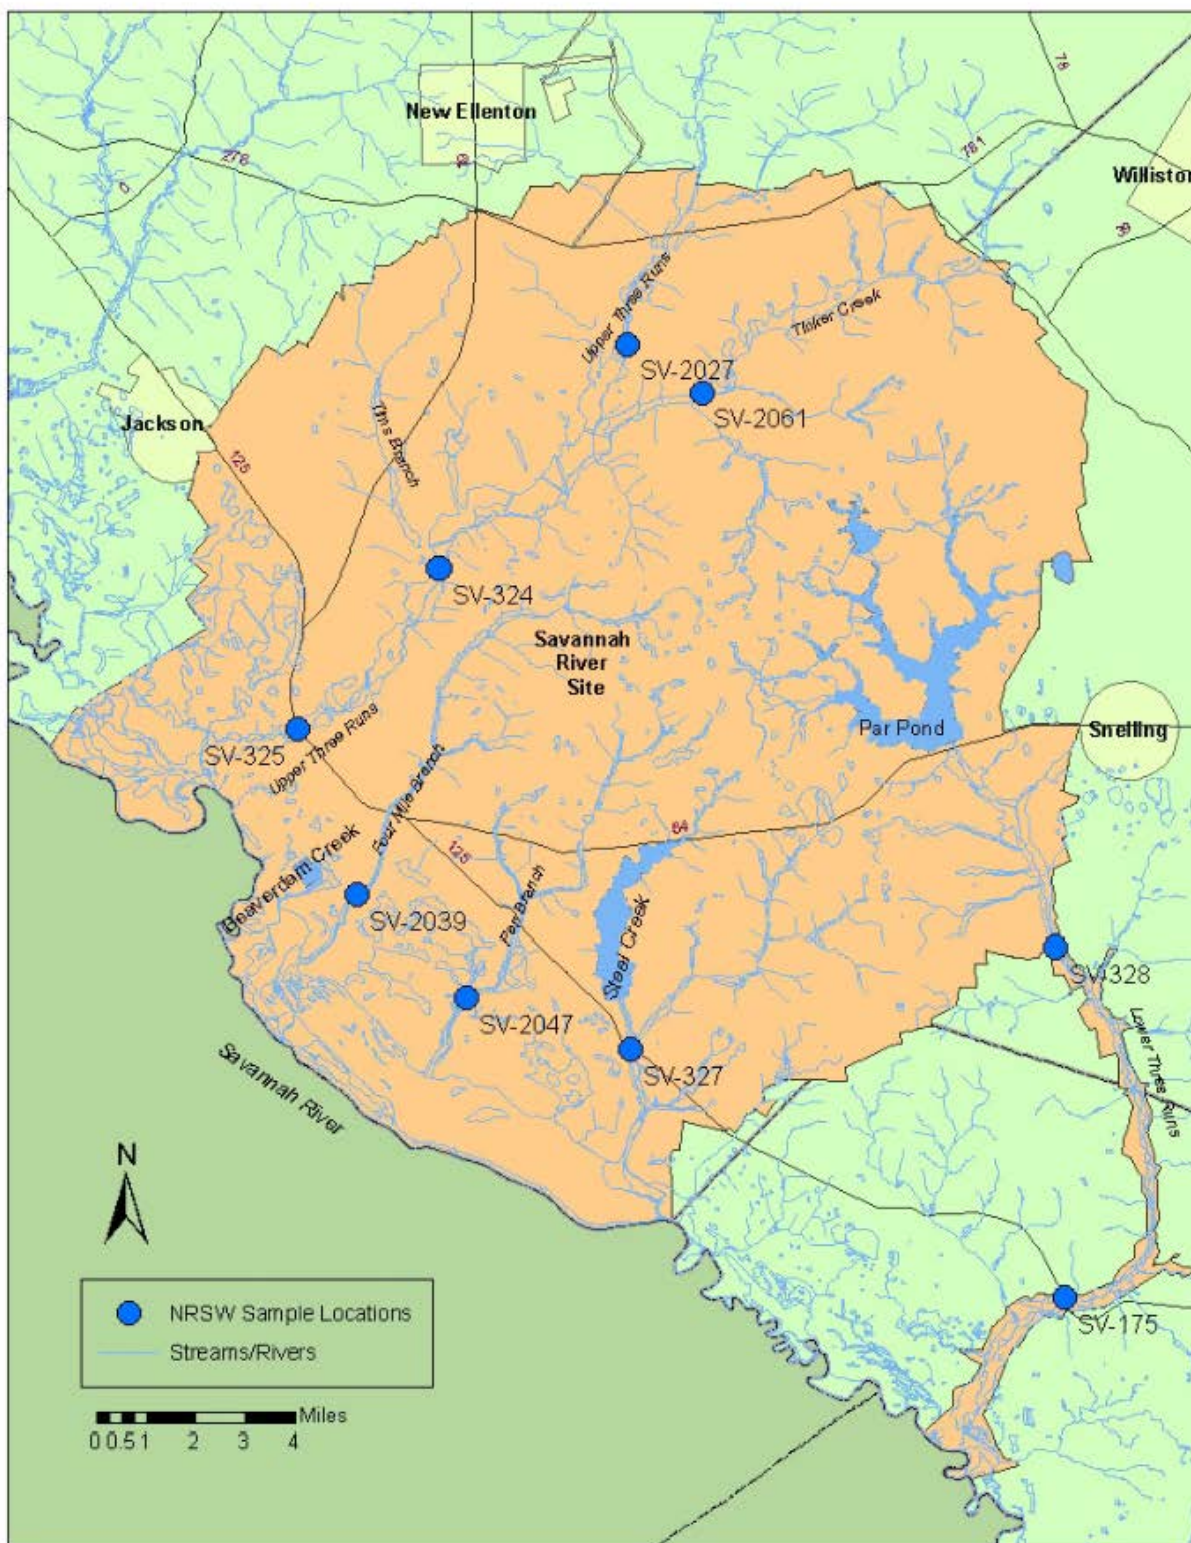 New Ellenton
78
781
Williston
278
19
39
Upper Three Runs
Tinker Creek
SV-2027
SV-2061
Jackson
125
Tims Branch
SV-324
Savannah
River
Site
Par Pond
Snelling
SV-325
Upper Three Runs
Four Mile Branch
64
125
Beaverdam Creek
Pen Branch
SV-2039
Steel Creek
SV-328
SV-2047
Lower Three Runs
SV-327
Savannah River
N
NRSW Sample Locations
SV-175
Streams/Rivers
Miles
0 0.5 1 2 3 4